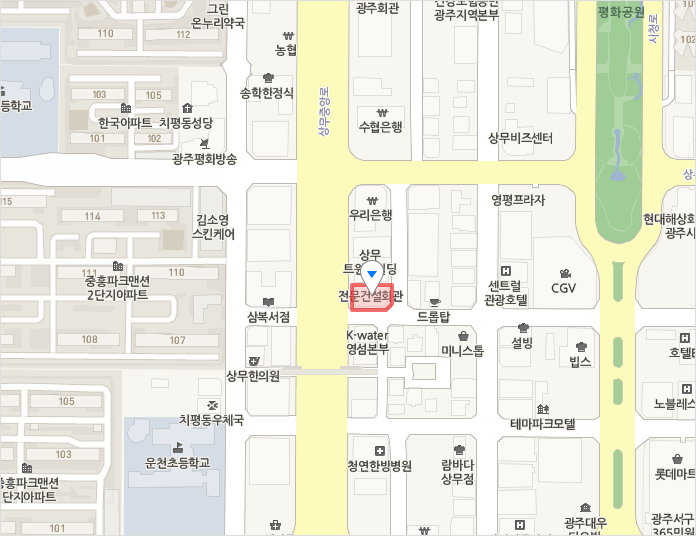 그린
온누리약국
광주회관
광주지역본부
평화공원
시청로
110
112
농협
102
송학한정식
상무중앙로
103
105
등학교
한국아파트
치평동성당
수협은행
101
102
상무비즈센터
광주평화방송
상무
115
114
113
김소영
스킨케어
우리은행
영평프라자
현대해상화
광주시
상무
중흥파크맨션
2단지아파트
110
전문건설회관
센트럴
관광호텔
CGV
삼복서점
드롭탑
108
107
K-water
영섬본부
미니스톱
설빙
호텔
빕스
상무한의원
105
치평동우체국
노블레스
테마파크모텔
103
운천초등학교
중흥파크맨션
단지아파트
청연한방병원
람바다
상무점
롯데마트
101
광주대우
광주서구
365민원